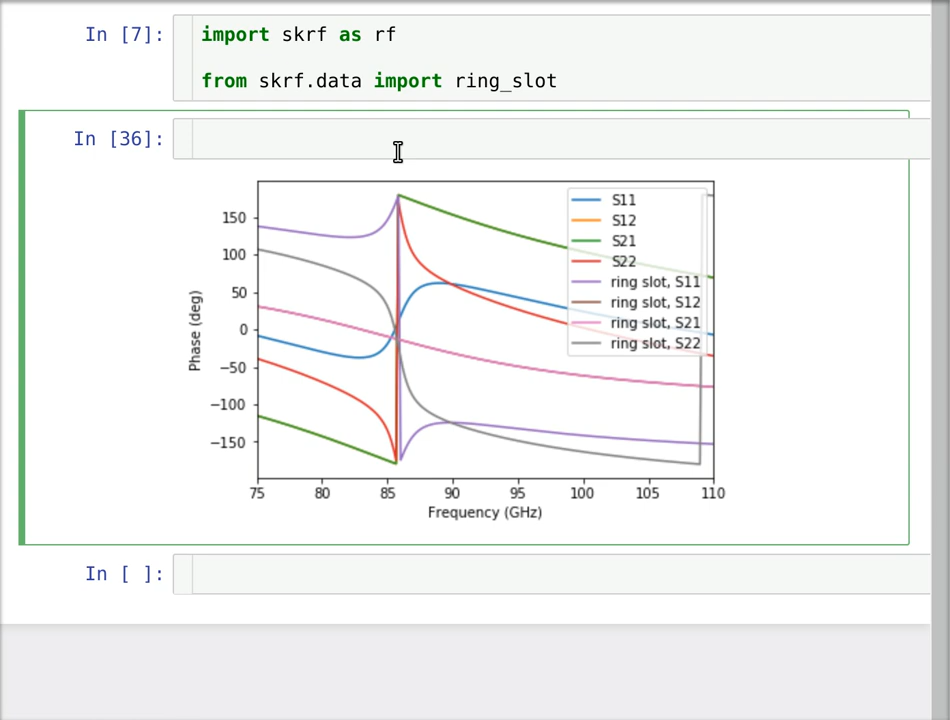 In [7]:
import skrf as rf
from skrf.data import ring_slot
In [36]:
Phase (deg)
150
100
50
0
−50
−100
−150
75 80 85 90 95 100 105 110
Frequency (GHz)
S11
S12
S21
S22
ring slot, S11
ring slot, S12
ring slot, S21
ring slot, S22
In [ ]: